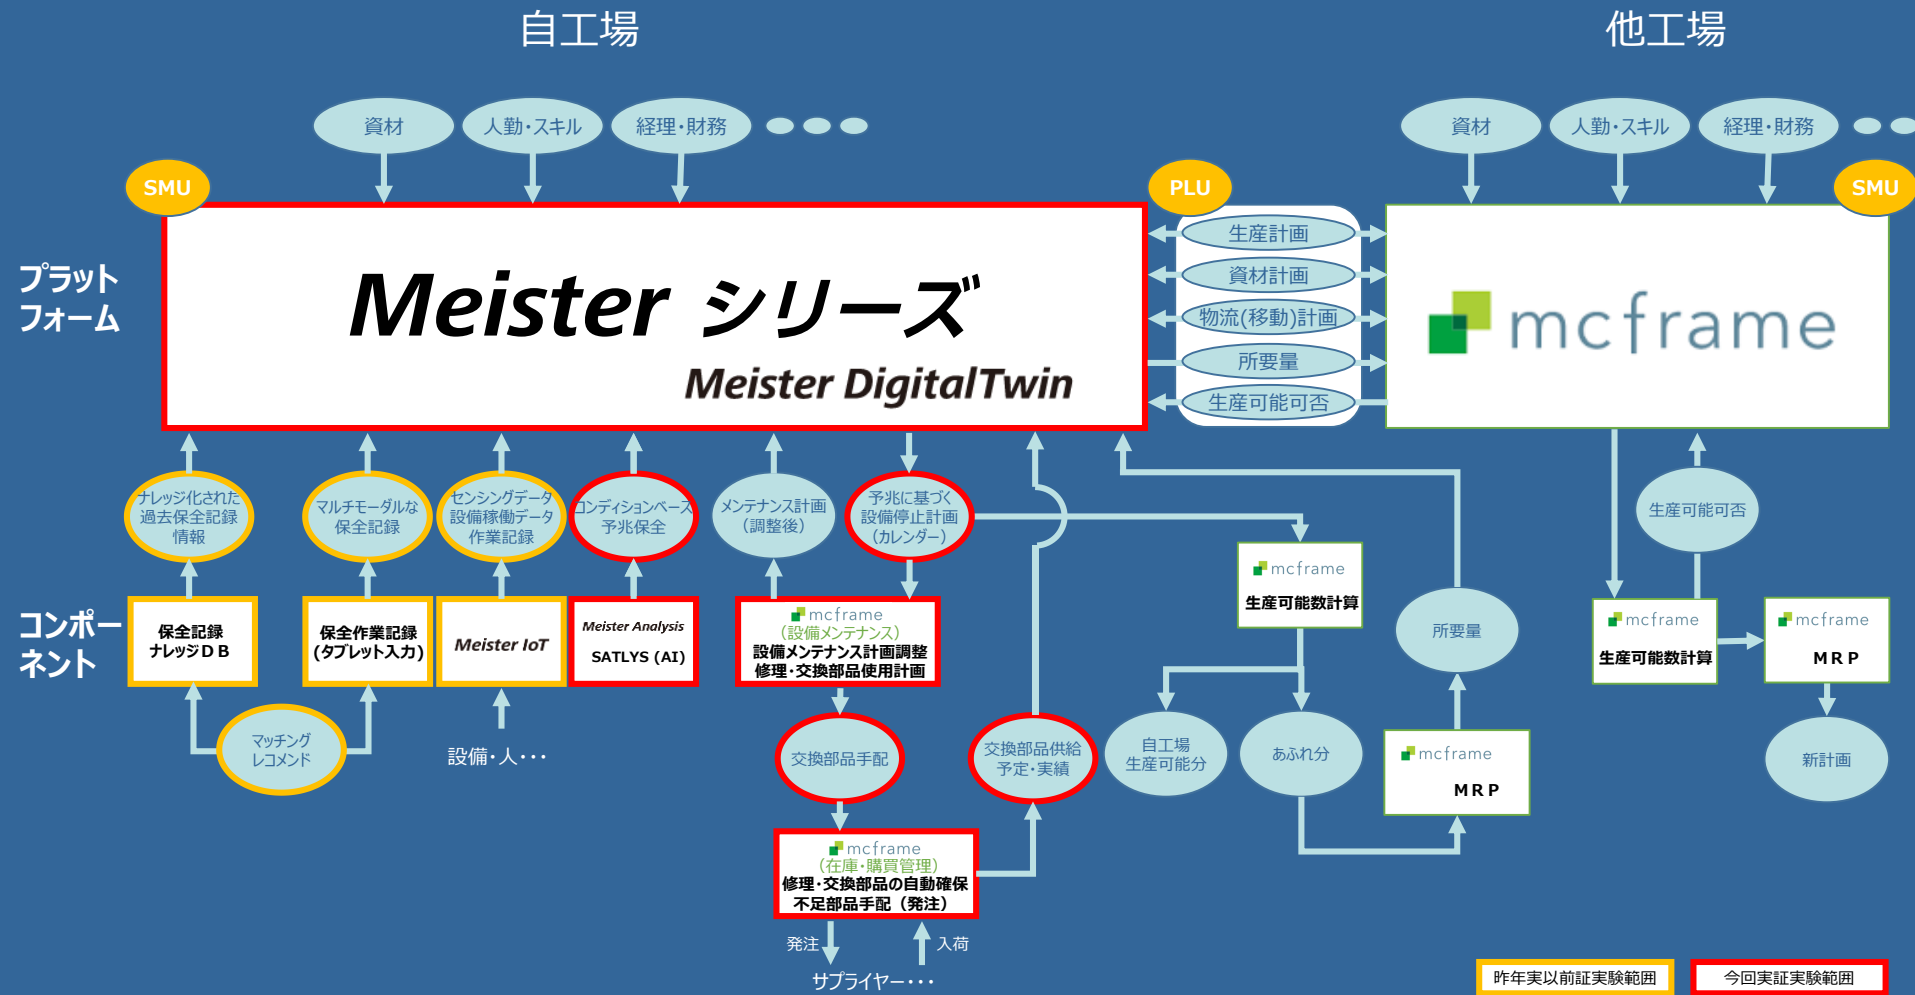 自工場
他工場
資材
人勤・スキル
経理・財務
資材
人勤・スキル
経理・財務
SMU
PLU
SMU
プラット
フォーム
Meister シリーズ
Meister DigitalTwin
生産計画
資材計画
物流(移動)計画
所要量
生産可能可否
mcframe
ナレッジ化された
過去保全記録
情報
マルチモーダルな
保全記録
センシングデータ
設備稼働データ
作業記録
コンディションベース
予兆保全
メンテナンス計画
（調整後）
予兆に基づく
設備停止計画
（カレンダー）
生産可能可否
コンポー
ネント
保全記録
ナレッジＤＢ
保全作業記録
(タブレット入力)
Meister IoT
Meister Analysis
SATLYS (AI)
mcframe
（設備メンテナンス）
設備メンテナンス計画調整
修理・交換部品使用計画
mcframe
生産可能数計算
所要量
mcframe
生産可能数計算
mcframe
ＭＲＰ
マッチング
レコメンド
設備・人・・・
交換部品手配
交換部品供給
予定・実績
自工場
生産可能分
あふれ分
mcframe
ＭＲＰ
新計画
mcframe
（在庫・購買管理）
修理・交換部品の自動確保
不足部品手配（発注）
発注
入荷
サプライヤー・・・
昨年実以前証実験範囲
今回実証実験範囲